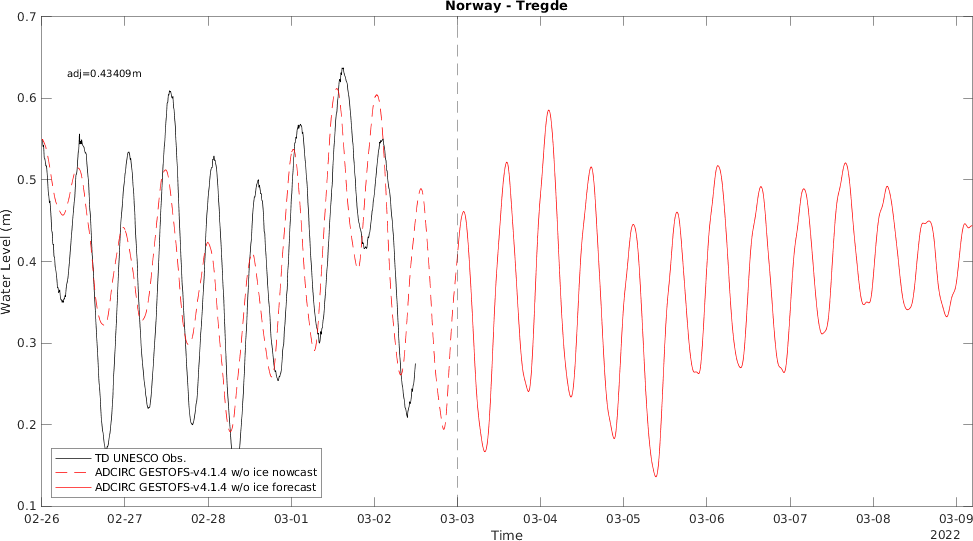 Norway - Tregde
0.7
adj=0.43409m
0.6
0.5
0.4
0.3
0.2
0.1
Water Level (m)
TD UNESCO Obs.
ADCIRC GESTOFS-v4.1.4 w/o ice nowcast
ADCIRC GESTOFS-v4.1.4 w/o ice forecast
02-26 02-27 02-28 03-01 03-02 03-03 03-04 03-05 03-06 03-07 03-08 03-09
Time
2022